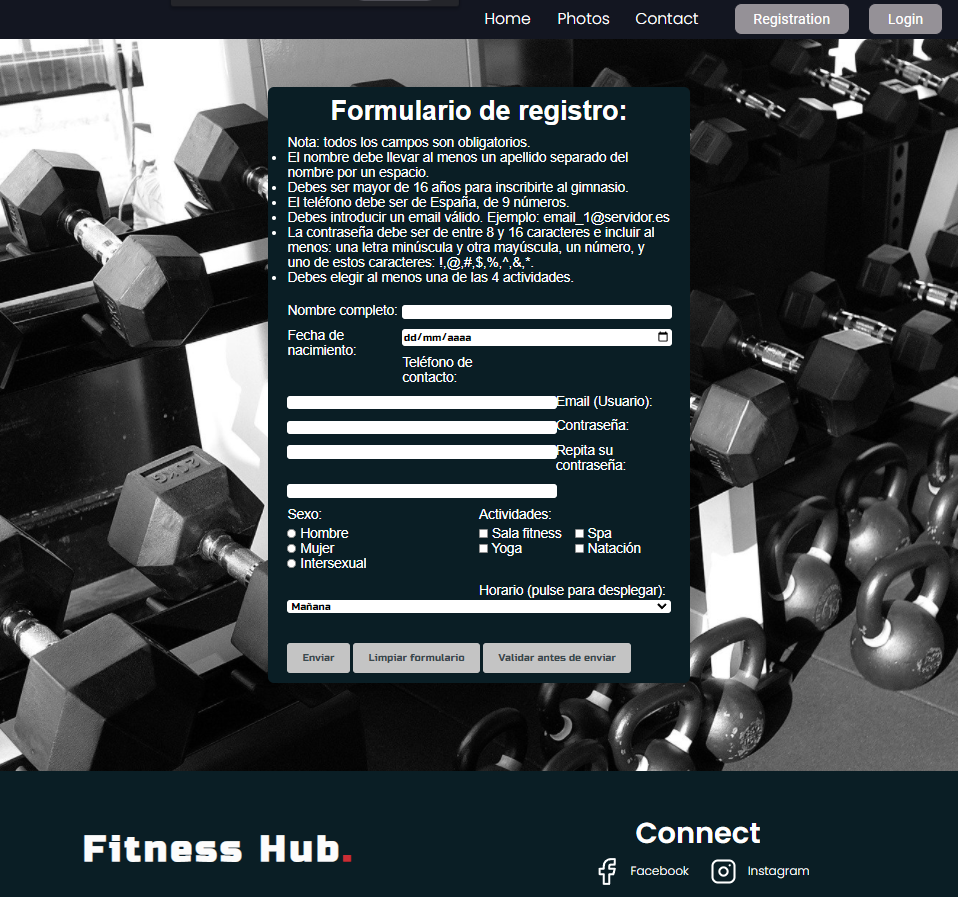 Home Photos Contact Registration Login
Formulario de registro:
Nota: todos los campos son obligatorios.
El nombre debe llevar al menos un apellido separado del
nombre por un espacio.
Debes ser mayor de 16 años para inscribirte al gimnasio.
El teléfono debe ser de España, de 9 números.
Debes introducir un email válido. Ejemplo: email_1@servidor.es
La contraseña debe ser de entre 8 y 16 caracteres e incluir al
menos: una letra minúscula y otra mayúscula, un número, y
uno de estos caracteres: !,@,#,$,%,^,&,*.
Debes elegir al menos una de las 4 actividades.
Nombre completo:
Fecha de
nacimiento:
dd/mm/aaaa
Teléfono de
contacto:
Email (Usuario):
Contraseña:
Repita su
contraseña:
Sexo:
Hombre
Mujer
Intersexual
Actividades:
Sala fitness Spa
Yoga Natación
Horario (pulse para desplegar):
Mañana
Enviar Limpiar formulario Validar antes de enviar
Fitness Hub.
Connect
Facebook Instagram